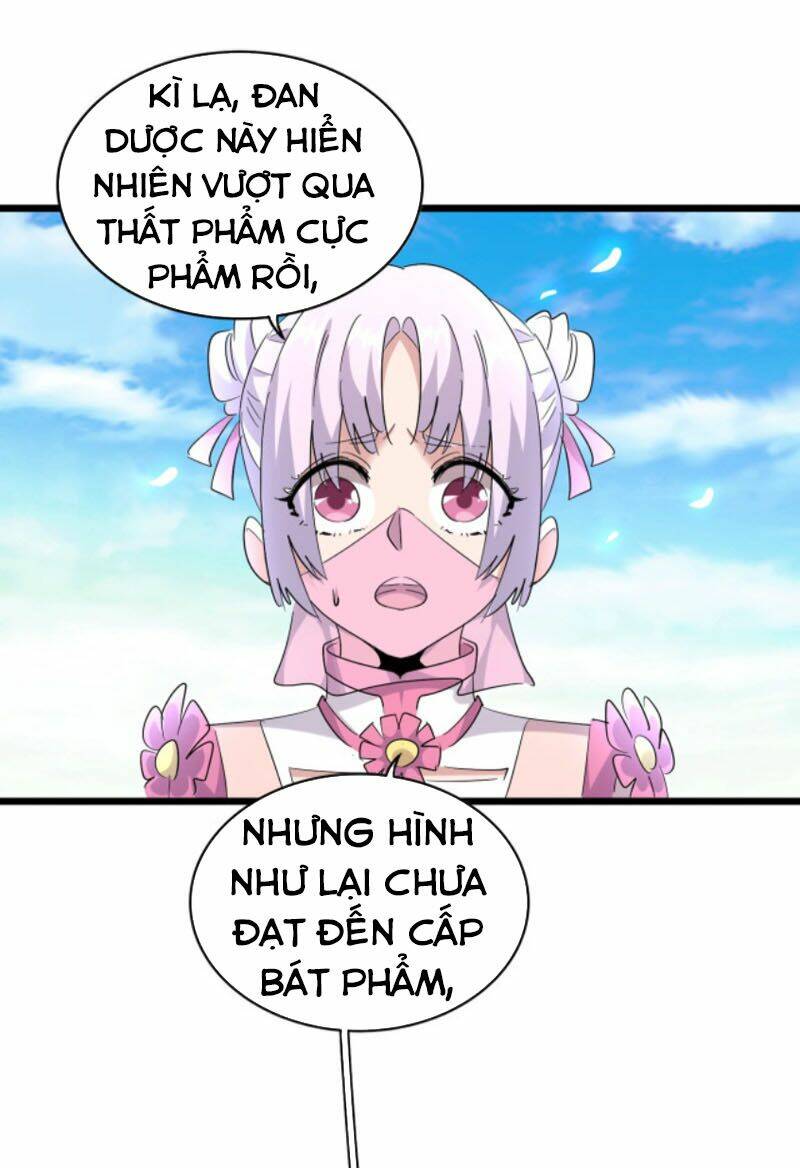 KÌ LẠ, ĐAN
DƯỢC NÀY HIỂN
NHIÊN VƯỢT QUA
THẤT PHẨM CỰC
PHẨM RỒI,
NHƯNG HÌNH
NHƯ LẠI CHƯA
ĐẠT ĐẾN CẤP
BÁT PHẨM,